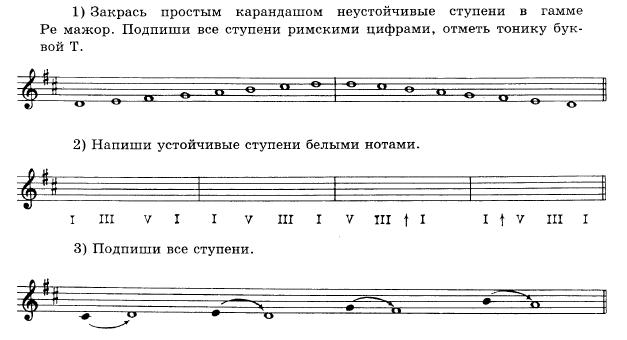 1) Закрась простым карандашом неустойчивые ступени в гамме
Ре мажор. Подпиши все ступени римскими цифрами, отметь тонику бук-
вой Т.
2) Напиши устойчивые ступени белыми нотами.
I III V I I V III I V III ↑ I I ↑ V III I
3) Подпиши все ступени.